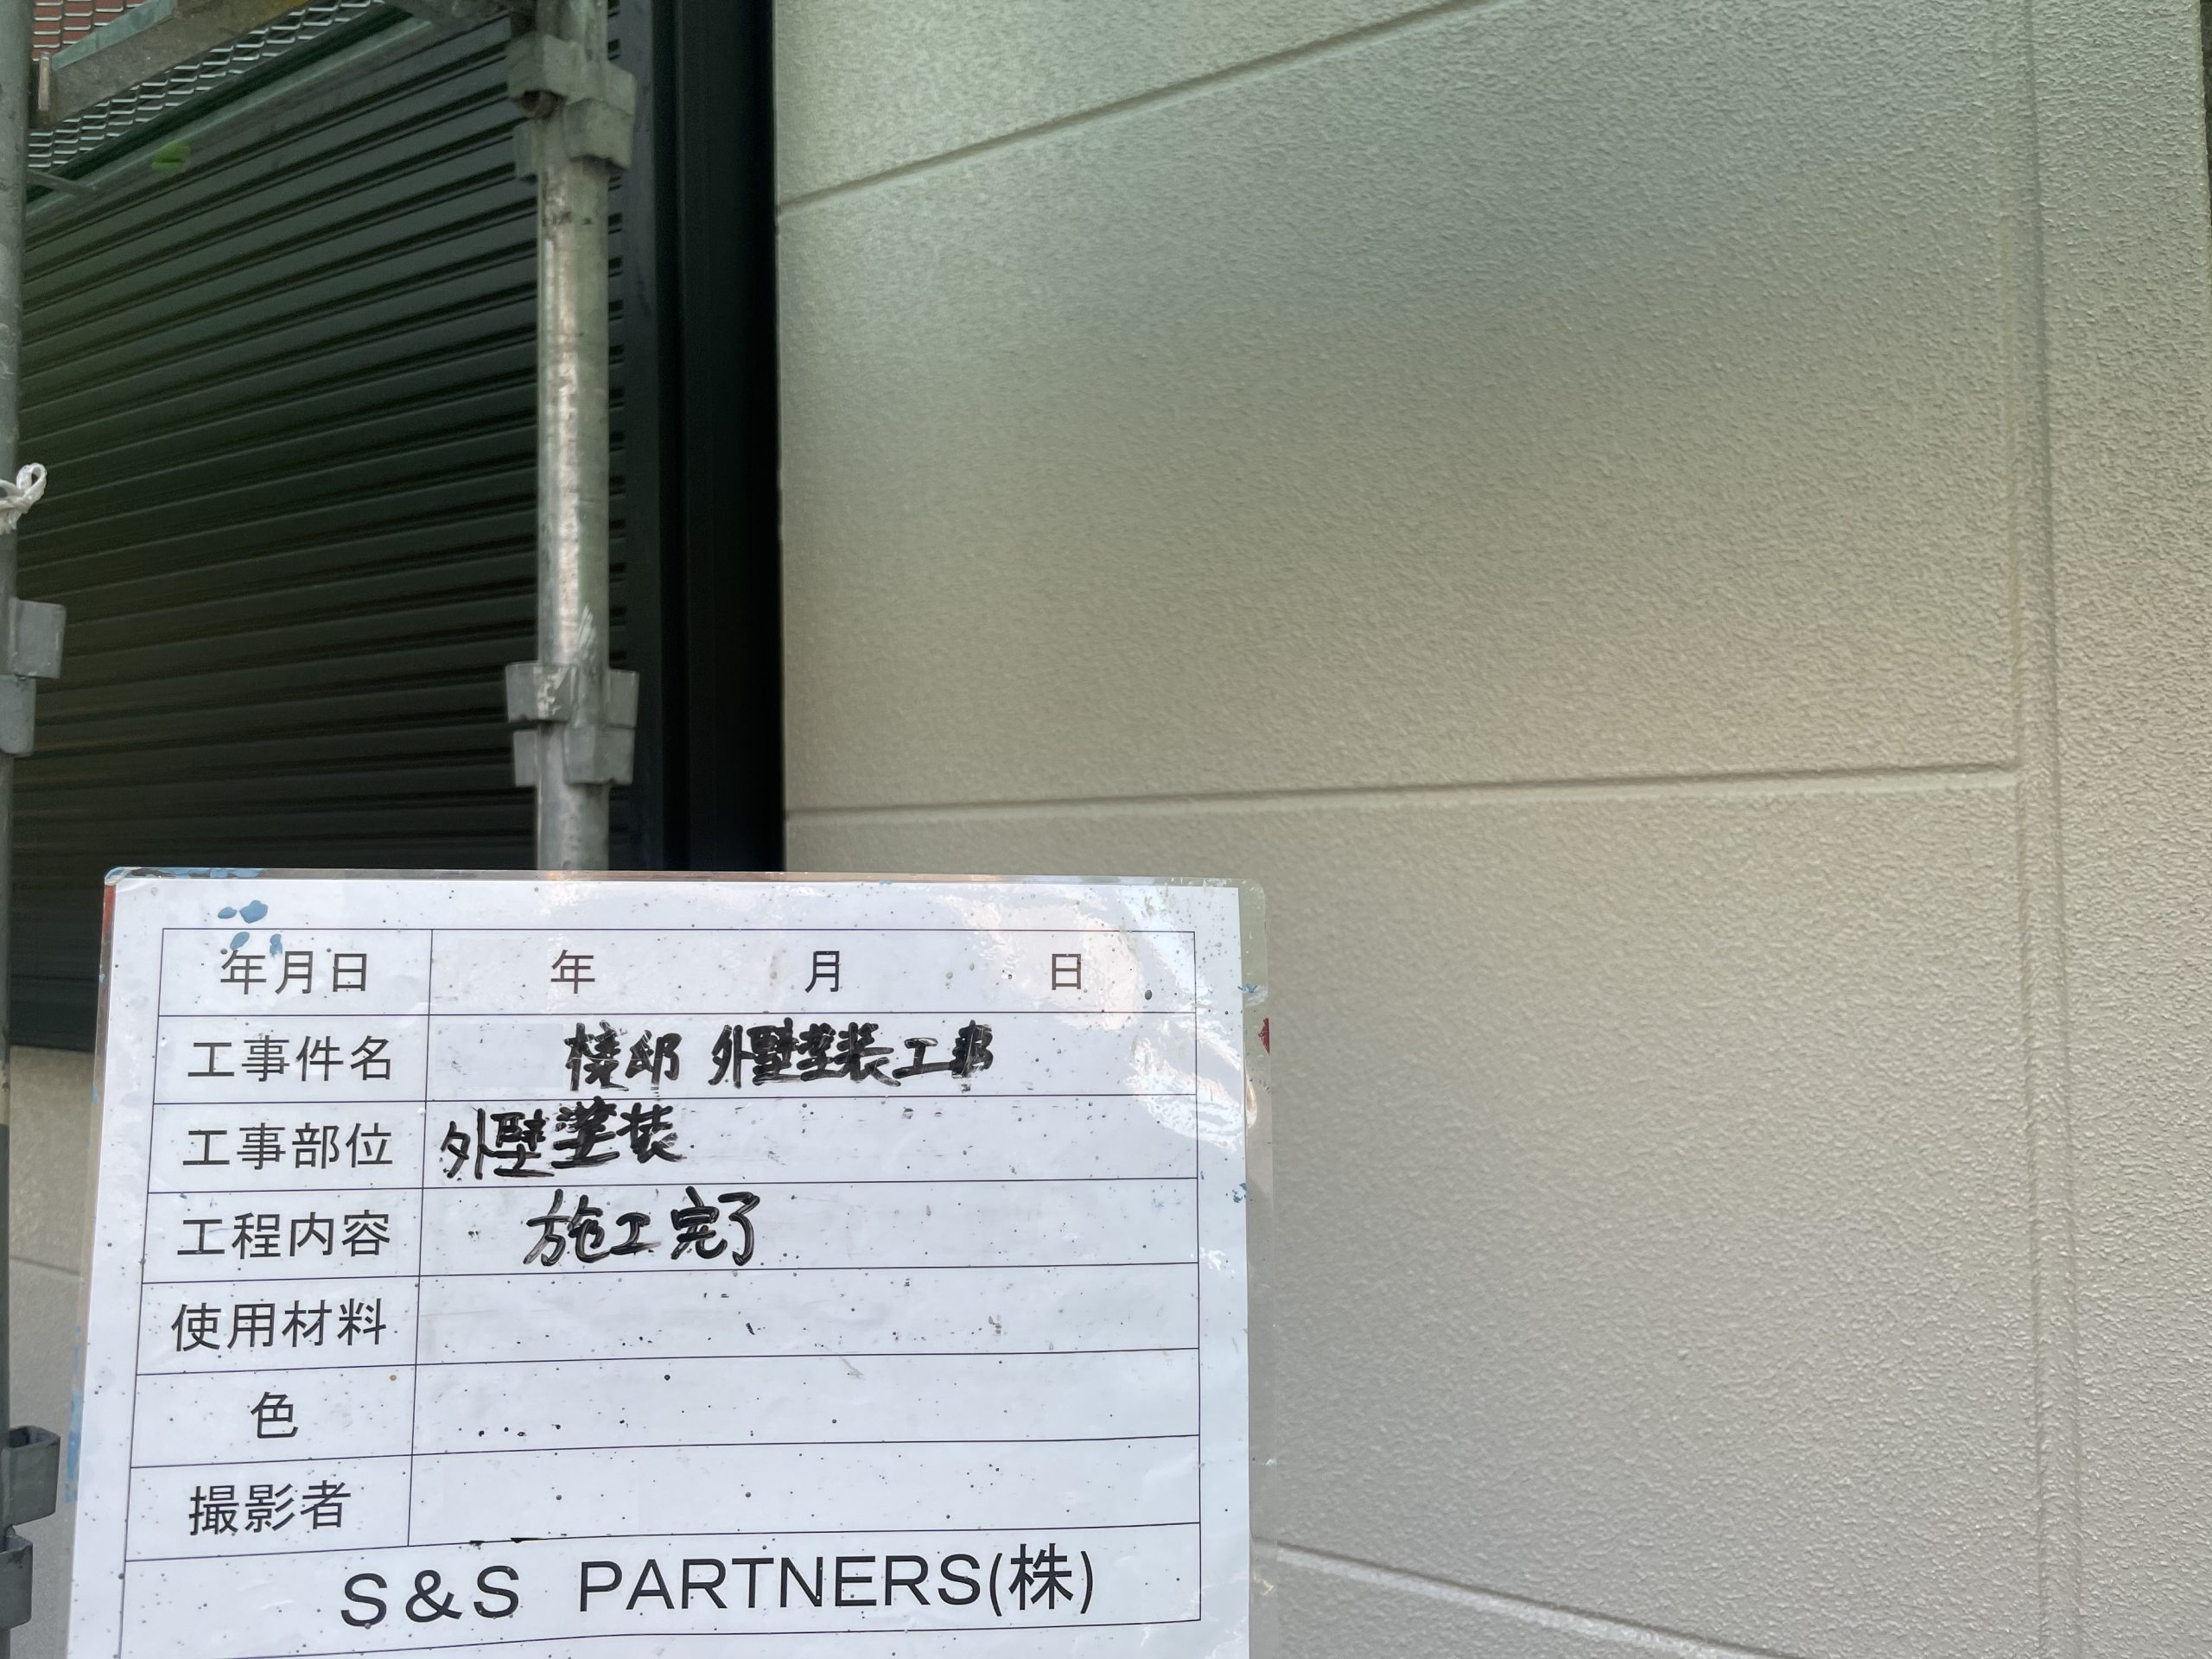 年月日 年 月 日
工事件名 様邸 外壁塗装工事
工事部位 外壁塗装
工程内容 施工完了
使用材料
色
撮影者
S&S PARTNERS(株)